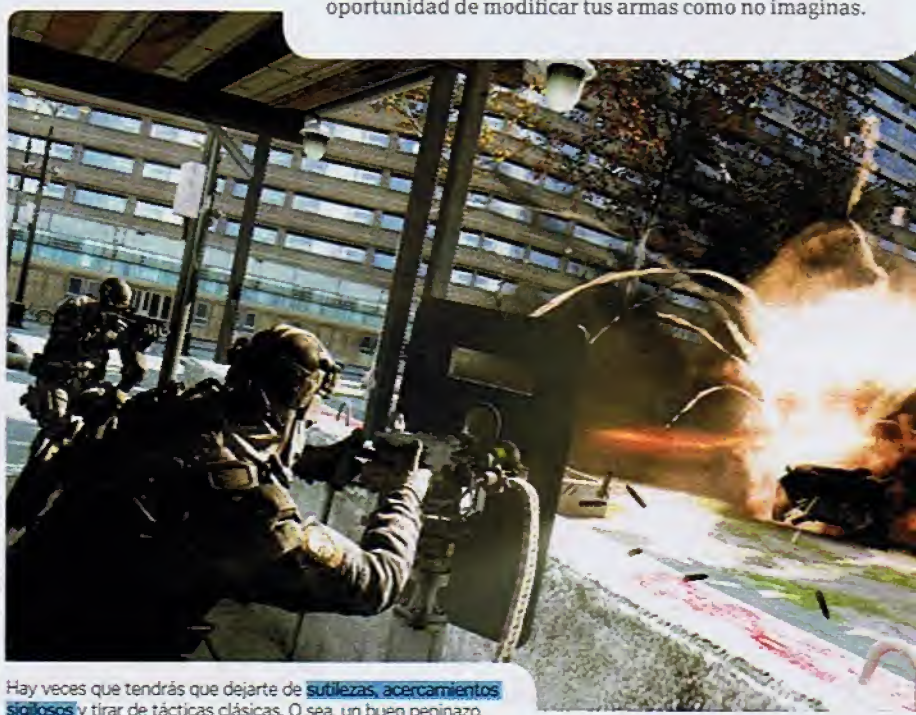 oportunidad de modificar tus armas como no imaginas.
Hay veces que tendrás que dejarte de sutilezas, acercamientos
sigilosos y tirar de tácticas clásicas. O sea, un buen pepinazo